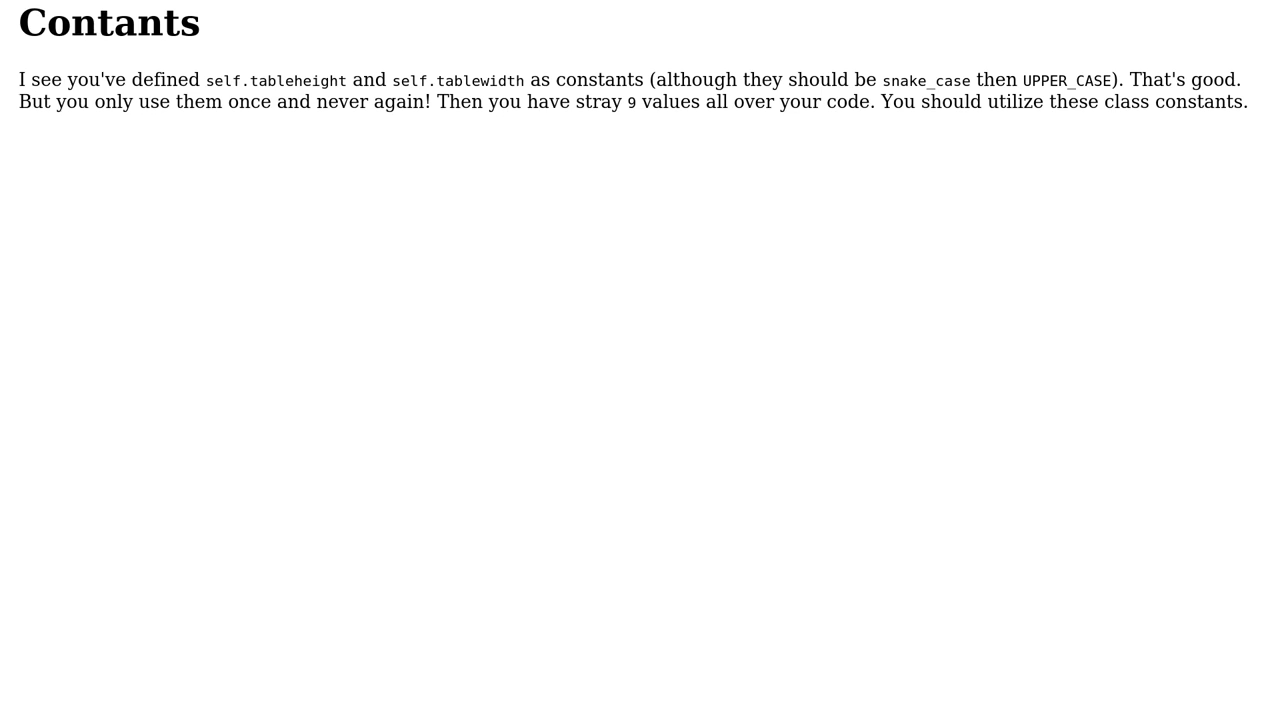 Contants
I see you've defined self.tableheight and self.tablewidth as constants (although they should be snake_case then UPPER_CASE). That's good.
But you only use them once and never again! Then you have stray 9 values all over your code. You should utilize these class constants.